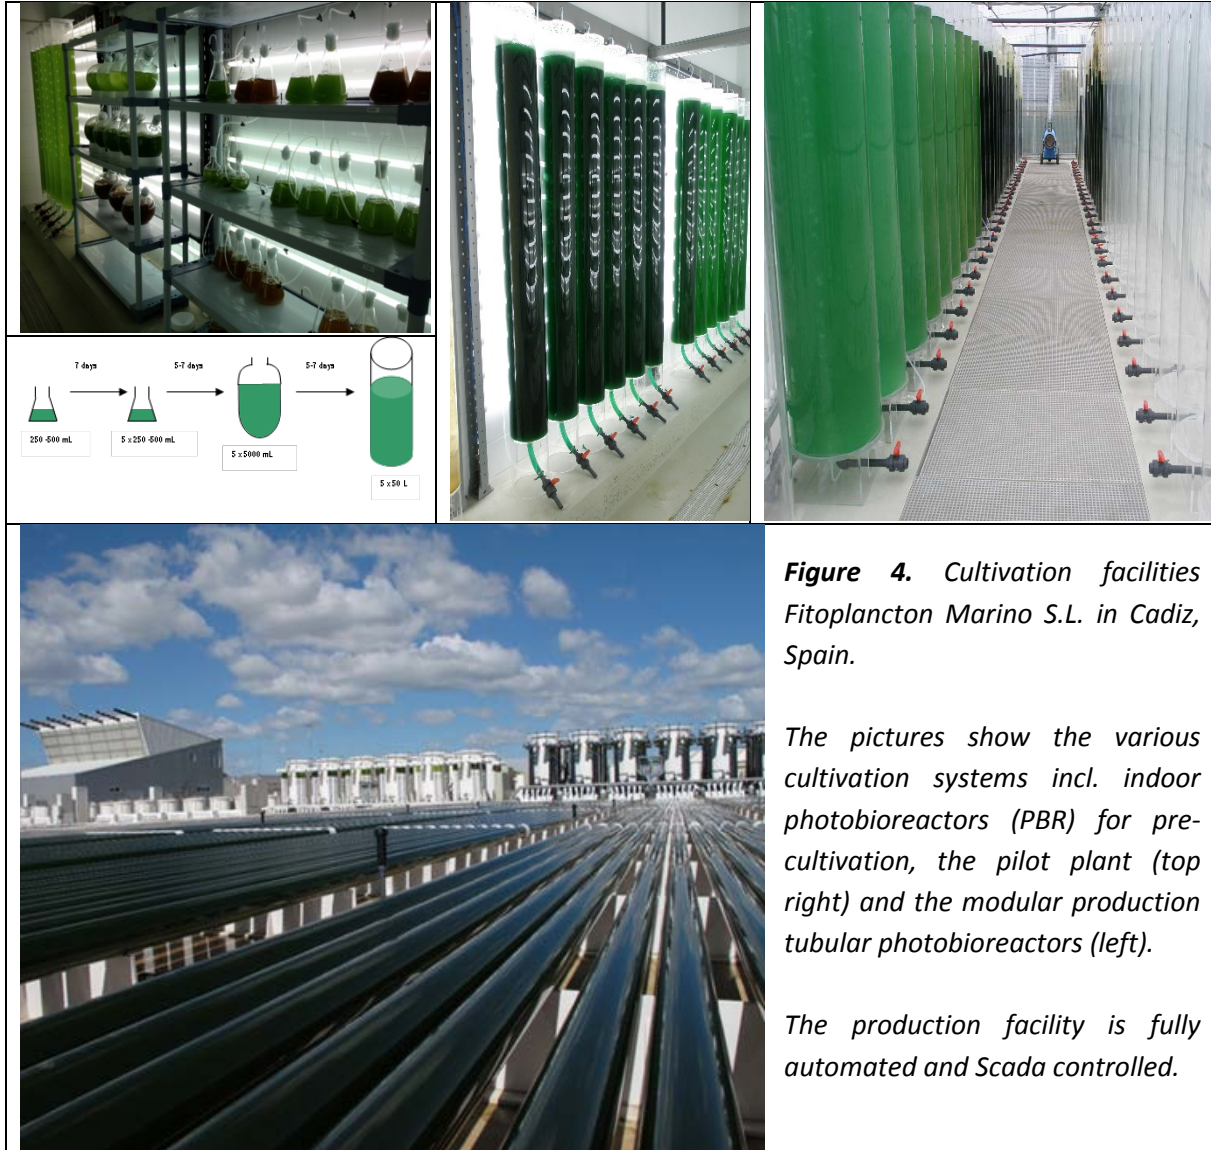 7 days
5-7 days
5-7 days
250 -500 mL
5 x 250 -500 mL
5 x 5000 mL
5 x 50 L
Figure 4. Cultivation facilities
Fitoplancton Marino S.L. in Cadiz,
Spain.
The pictures show the various
cultivation systems incl. indoor
photobioreactors (PBR) for pre-
cultivation, the pilot plant (top
right) and the modular production
tubular photobioreactors (left).
The production facility is fully
automated and Scada controlled.